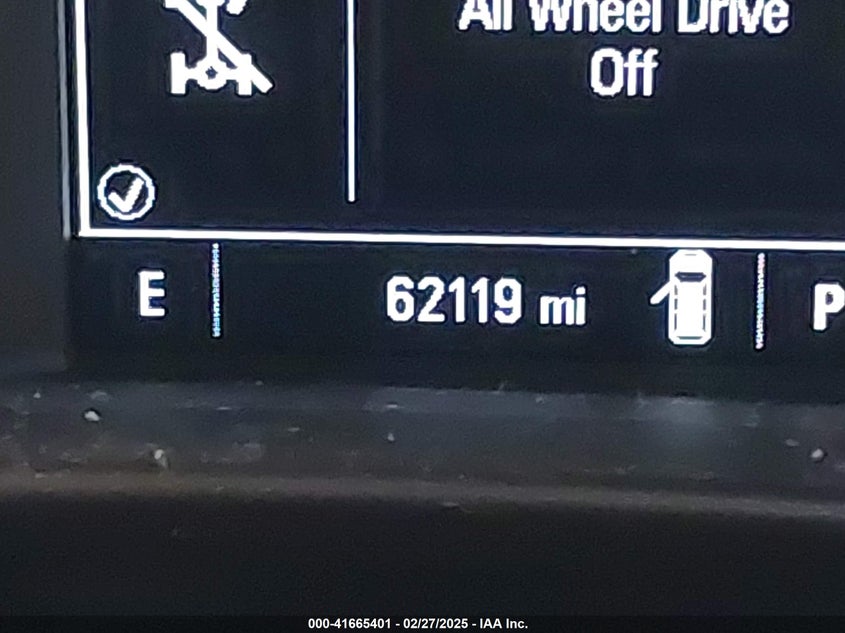 All Wheel Drive
Off
E 62119 mi P
000-41665401 - 02/27/2025 - IAA Inc.